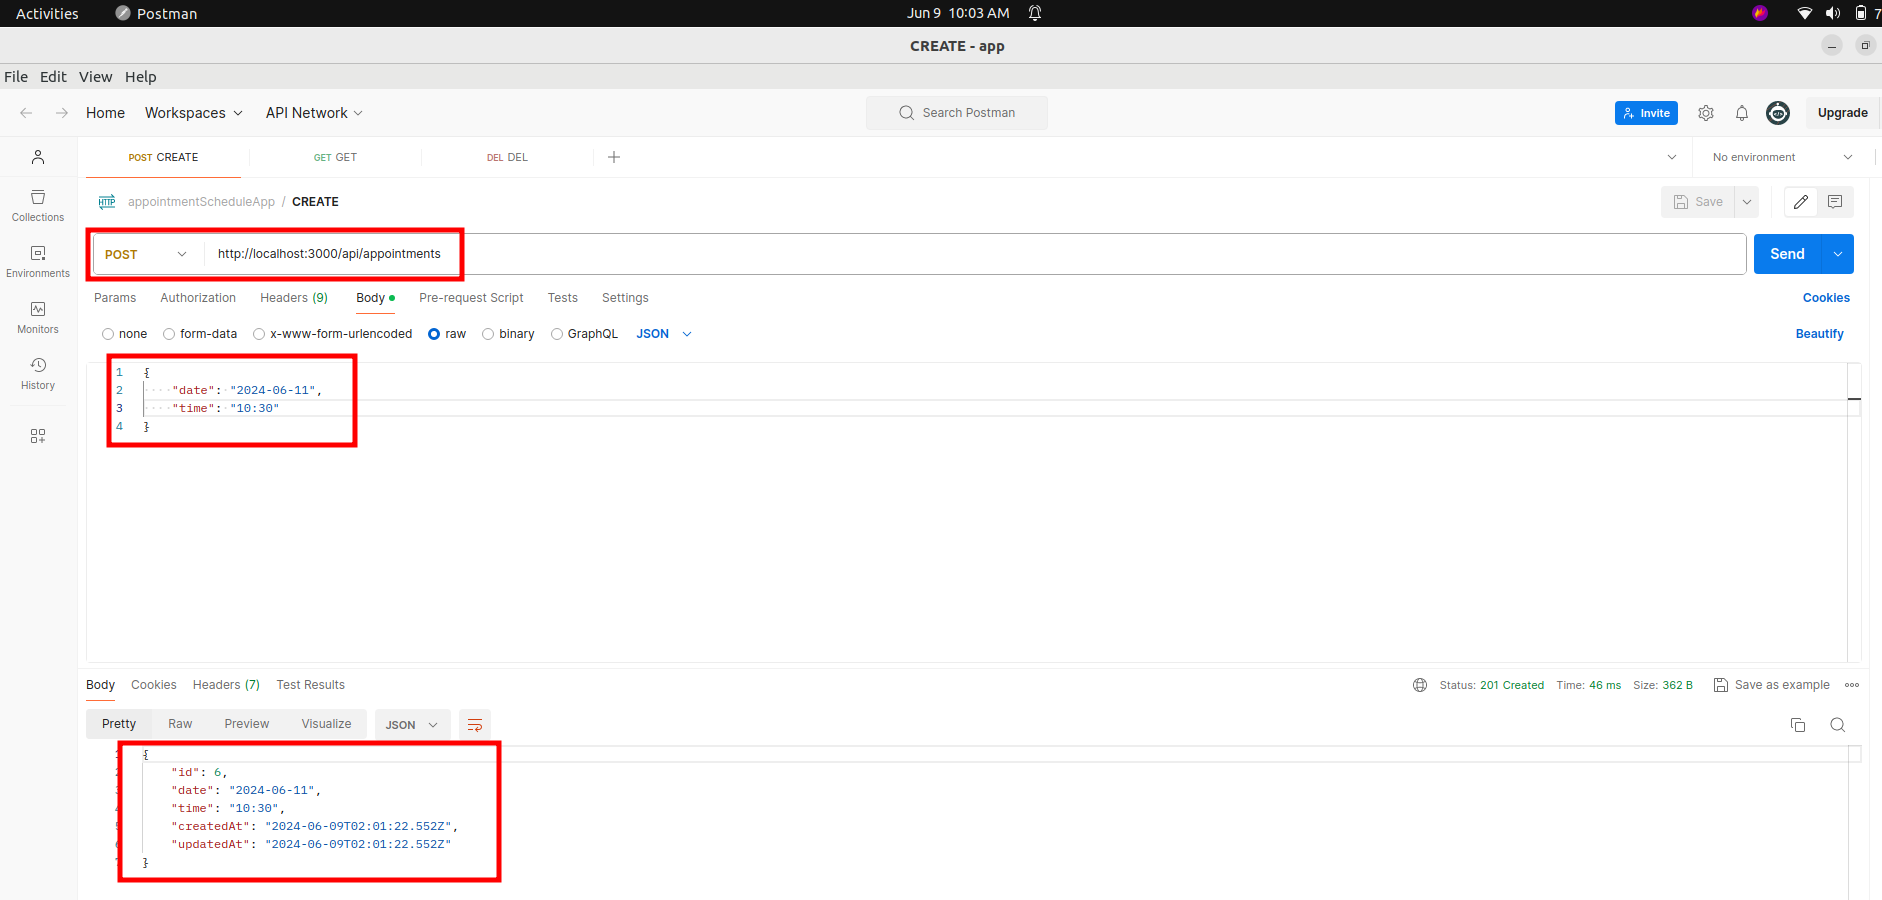 Activities Postman Jun 9 10:03 AM 7
CREATE - app
File Edit View Help
Home Workspaces API Network Search Postman Invite Upgrade
POST CREATE GET GET DEL DEL No environment
HTTP appointmentScheduleApp / CREATE Save
Collections
Environments
Monitors
History
POST http://localhost:3000/api/appointments Send
Params Authorization Headers (9) Body Pre-request Script Tests Settings Cookies
none form-data x-www-form-urlencoded raw binary GraphQL JSON Beautify
1 {
2 "date": "2024-06-11",
3 "time": "10:30"
4 }
Body Cookies Headers (7) Test Results Status: 201 Created Time: 46 ms Size: 362 B Save as example
Pretty Raw Preview Visualize JSON
{
"id": 6,
"date": "2024-06-11",
"time": "10:30",
"createdAt": "2024-06-09T02:01:22.552Z",
"updatedAt": "2024-06-09T02:01:22.552Z"
}